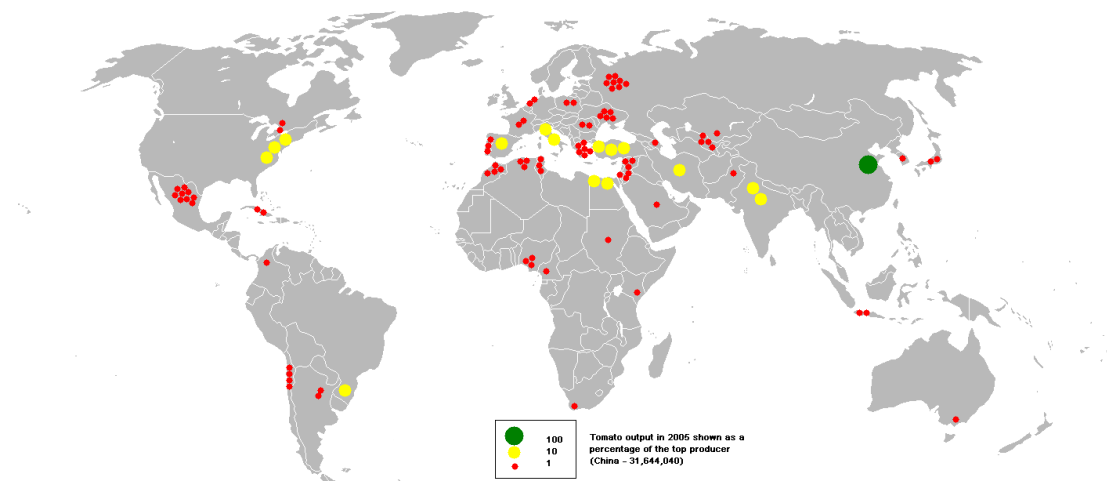 100
10
1
Tomato output in 2005 shown as a
percentage of the top producer
(China - 31,644,040)